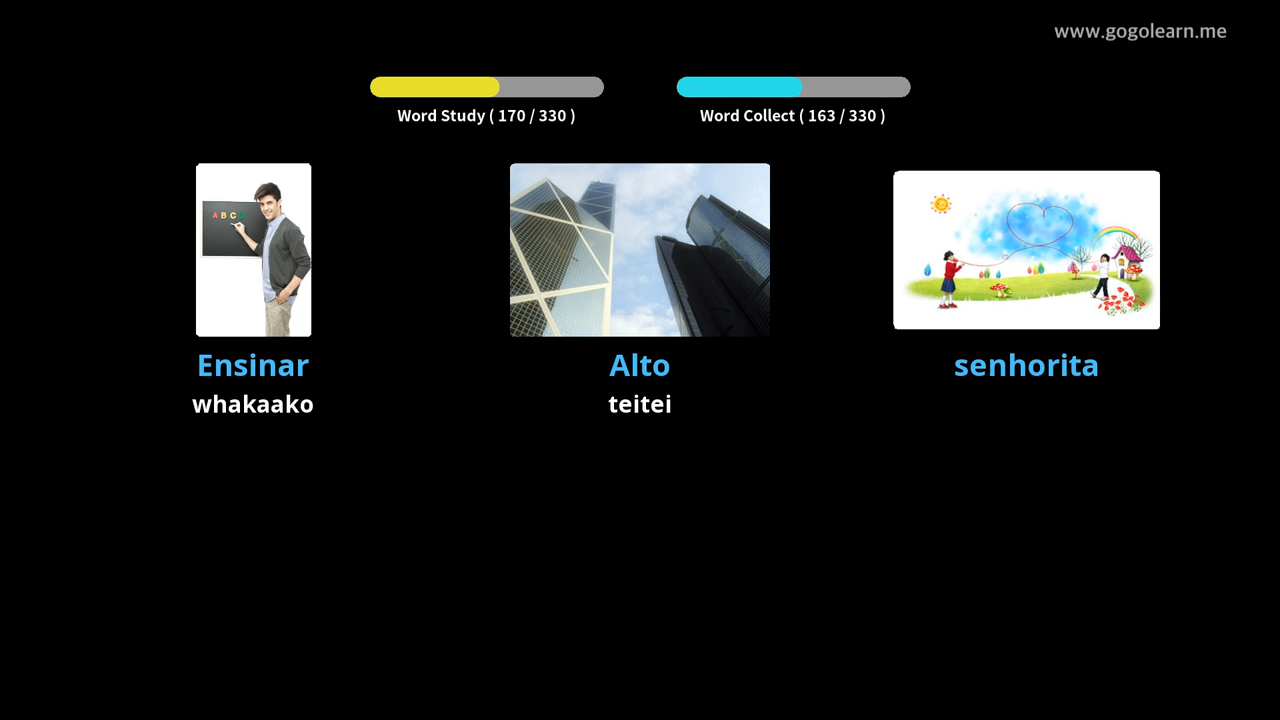 www.gogolearn.me
Word Study ( 170 / 330 )
Word Collect ( 163 / 330 )
A B C
Ensinar
Alto
senhorita
whakaako
teitei